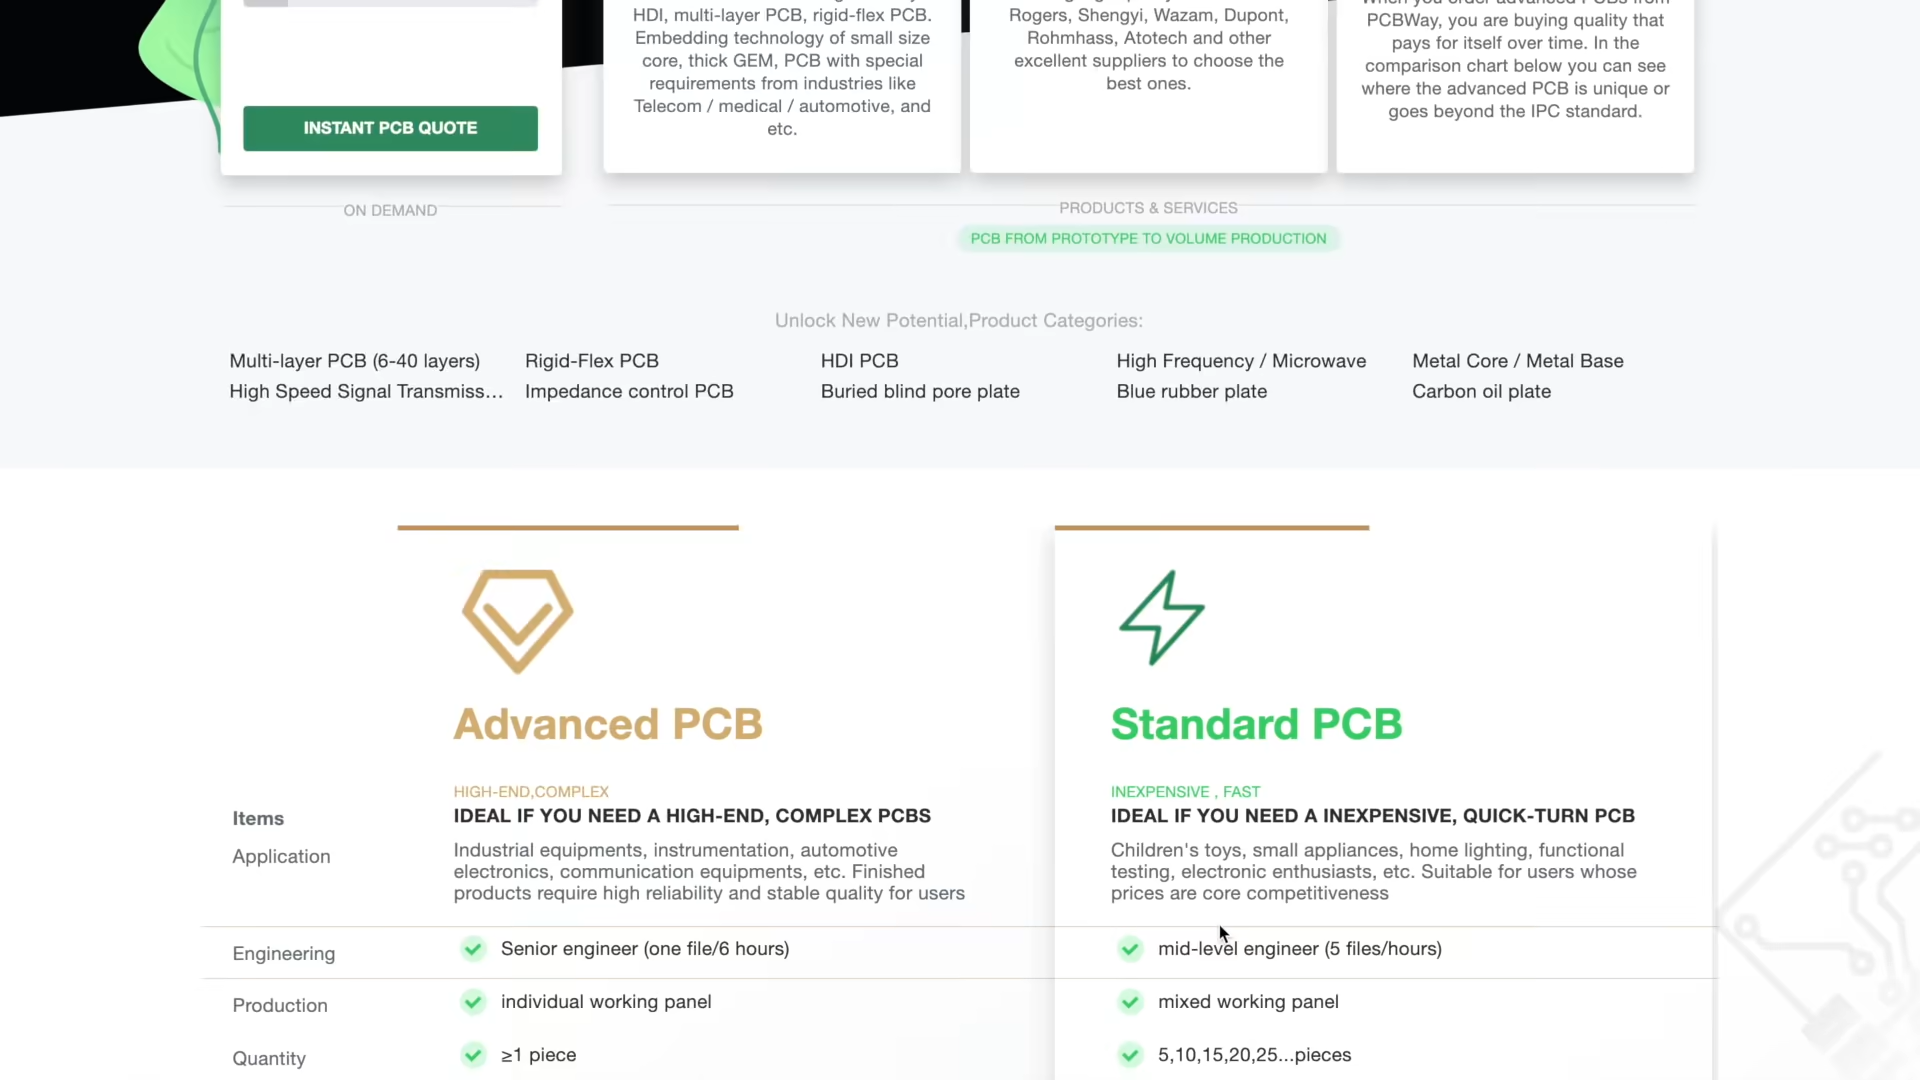 HDI, multi-layer PCB, rigid-flex PCB.
Embedding technology of small size
core, thick GEM, PCB with special
requirements from industries like
Telecom / medical / automotive, and
etc.
Rogers, Shengyi, Wazam, Dupont,
Rohmhass, Atotech and other
excellent suppliers to choose the
best ones.
When you order advanced PCBs from
PCBWay, you are buying quality that
pays for itself over time. In the
comparison chart below you can see
where the advanced PCB is unique or
goes beyond the IPC standard.
INSTANT PCB QUOTE
ON DEMAND
PRODUCTS & SERVICES
PCB FROM PROTOTYPE TO VOLUME PRODUCTION
Unlock New Potential,Product Categories:
Multi-layer PCB (6-40 layers)
Rigid-Flex PCB
HDI PCB
High Frequency / Microwave
Metal Core / Metal Base
High Speed Signal Transmiss...
Impedance control PCB
Buried blind pore plate
Blue rubber plate
Carbon oil plate
Advanced PCB
Standard PCB
HIGH-END,COMPLEX
INEXPENSIVE , FAST
Items
IDEAL IF YOU NEED A HIGH-END, COMPLEX PCBS
IDEAL IF YOU NEED A INEXPENSIVE, QUICK-TURN PCB
Application
Industrial equipments, instrumentation, automotive
electronics, communication equipments, etc. Finished
products require high reliability and stable quality for users
Children's toys, small appliances, home lighting, functional
testing, electronic enthusiasts, etc. Suitable for users whose
prices are core competitiveness
Engineering
Senior engineer (one file/6 hours)
mid-level engineer (5 files/hours)
Production
individual working panel
mixed working panel
Quantity
≥1 piece
5,10,15,20,25...pieces